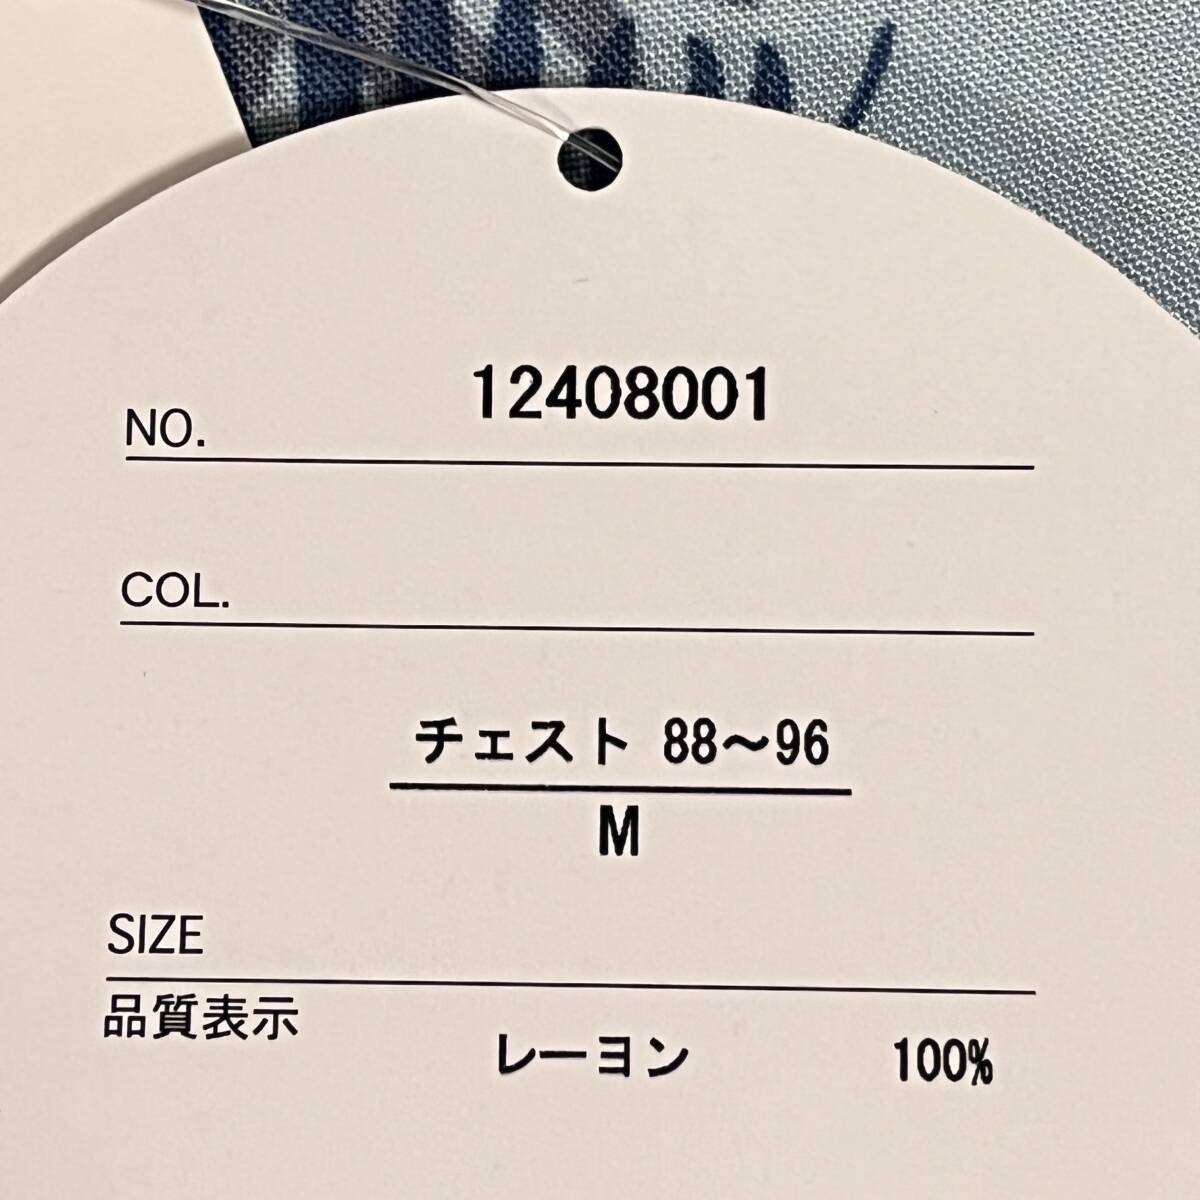 12408001
NO.
COL.
チェスト 88～96
M
SIZE
品質表示
レーヨン 100%